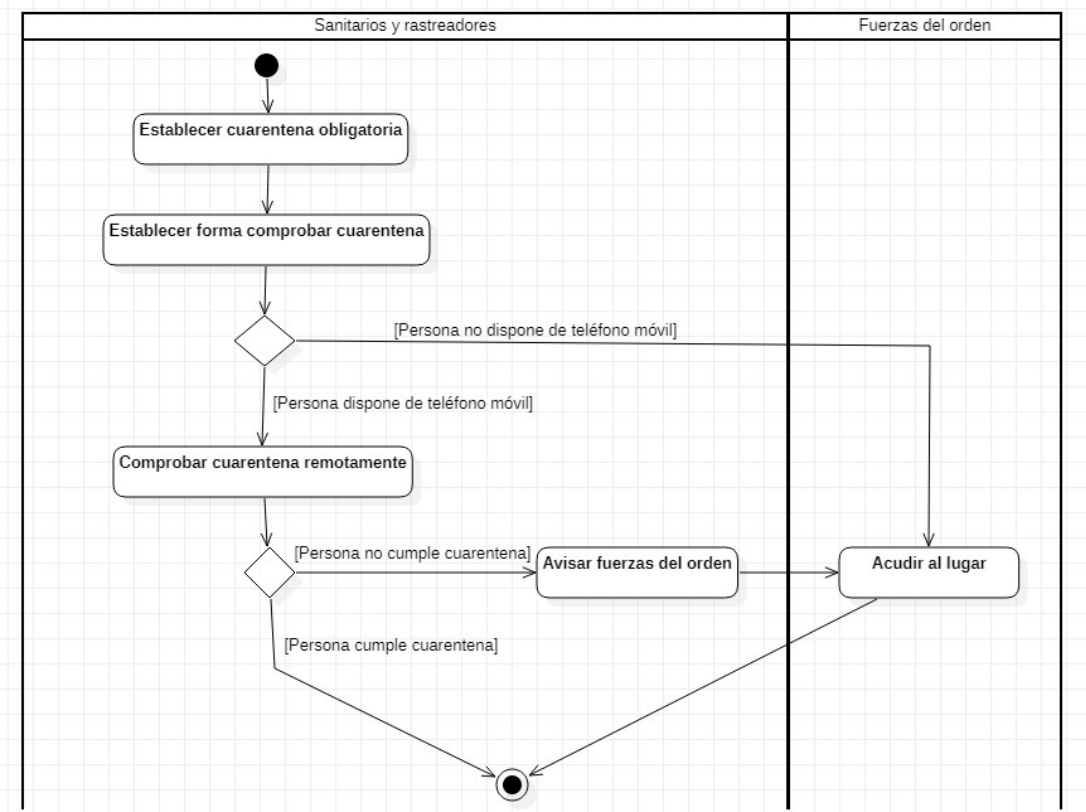 Sanitarios y rastreadores
Fuerzas del orden
Establecer cuarentena obligatoria
Establecer forma comprobar cuarentena
[Persona no dispone de teléfono móvil]
[Persona dispone de teléfono móvil]
Comprobar cuarentena remotamente
[Persona no cumple cuarentena]
Avisar fuerzas del orden
Acudir al lugar
[Persona cumple cuarentena]